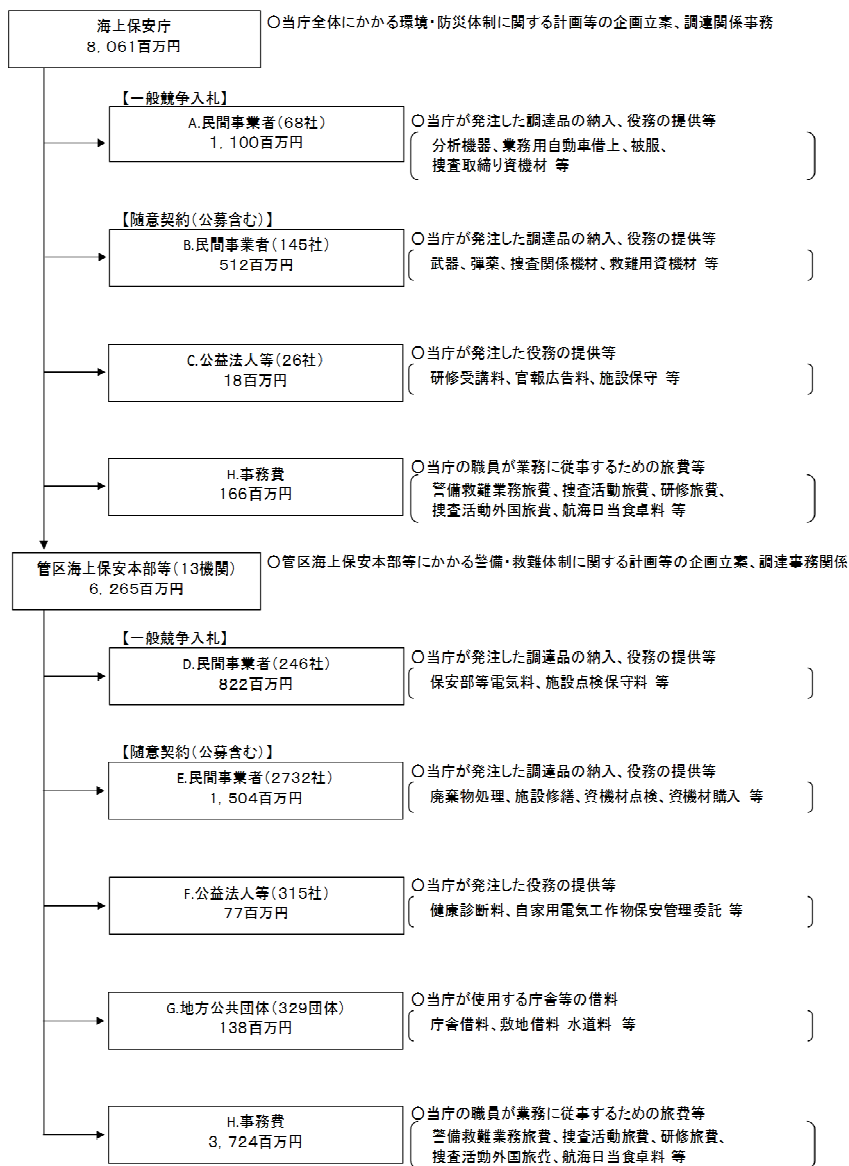 海上保安庁
8,061百万円
○当庁全体にかかる環境・防災体制に関する計画等の企画立案、調達関係事務
【一般競争入札】
A.民間事業者(68社)
1,100百万円
○当庁が発注した調達品の納入、役務の提供等
分析機器、業務用自動車借上、被服、
捜査取締り資機材 等
【随意契約(公募含む)】
B.民間事業者(145社)
512百万円
○当庁が発注した調達品の納入、役務の提供等
武器、弾薬、捜査関係機材、救難用資機材 等
C.公益法人等(26社)
18百万円
○当庁が発注した役務の提供等
研修受講料、官報広告料、施設保守 等
H.事務費
166百万円
○当庁の職員が業務に従事するための旅費等
警備救難業務旅費、捜査活動旅費、研修旅費、
捜査活動外国旅費、航海日当食卓料 等
管区海上保安本部等(13機関)
6,265百万円
○管区海上保安本部等にかかる警備・救難体制に関する計画等の企画立案、調達事務関係
【一般競争入札】
D.民間事業者(246社)
822百万円
○当庁が発注した調達品の納入、役務の提供等
保安部等電気料、施設点検保守料 等
【随意契約(公募含む)】
E.民間事業者(2732社)
1,504百万円
○当庁が発注した調達品の納入、役務の提供等
廃棄物処理、施設修繕、資機材点検、資機材購入 等
F.公益法人等(315社)
77百万円
○当庁が発注した役務の提供等
健康診断料、自家用電気工作物保安管理委託 等
G.地方公共団体(329団体)
138百万円
○当庁が使用する庁舎等の借料
庁舎借料、敷地借料 水道料 等
H.事務費
3,724百万円
○当庁の職員が業務に従事するための旅費等
警備救難業務旅費、捜査活動旅費、研修旅費、
捜査活動外国旅費、航海日当食卓料 等